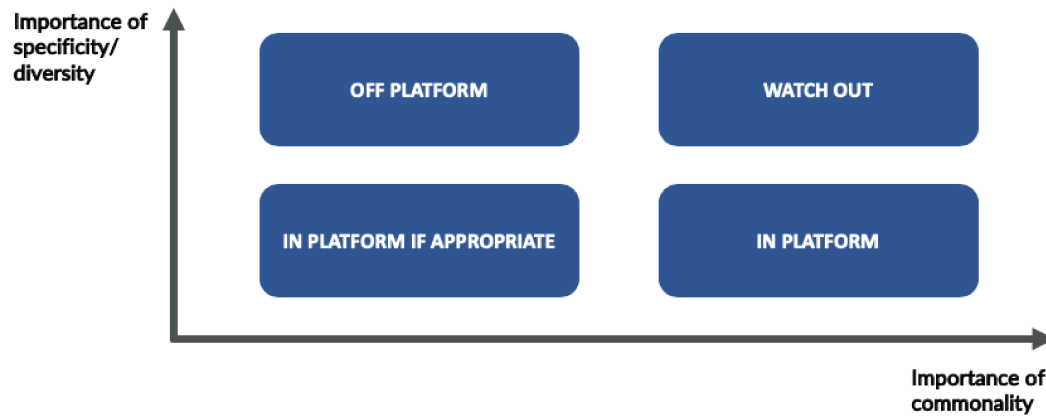 Importance of
specificity/
diversity
OFF PLATFORM
WATCH OUT
IN PLATFORM IF APPROPRIATE
IN PLATFORM
Importance of
commonality